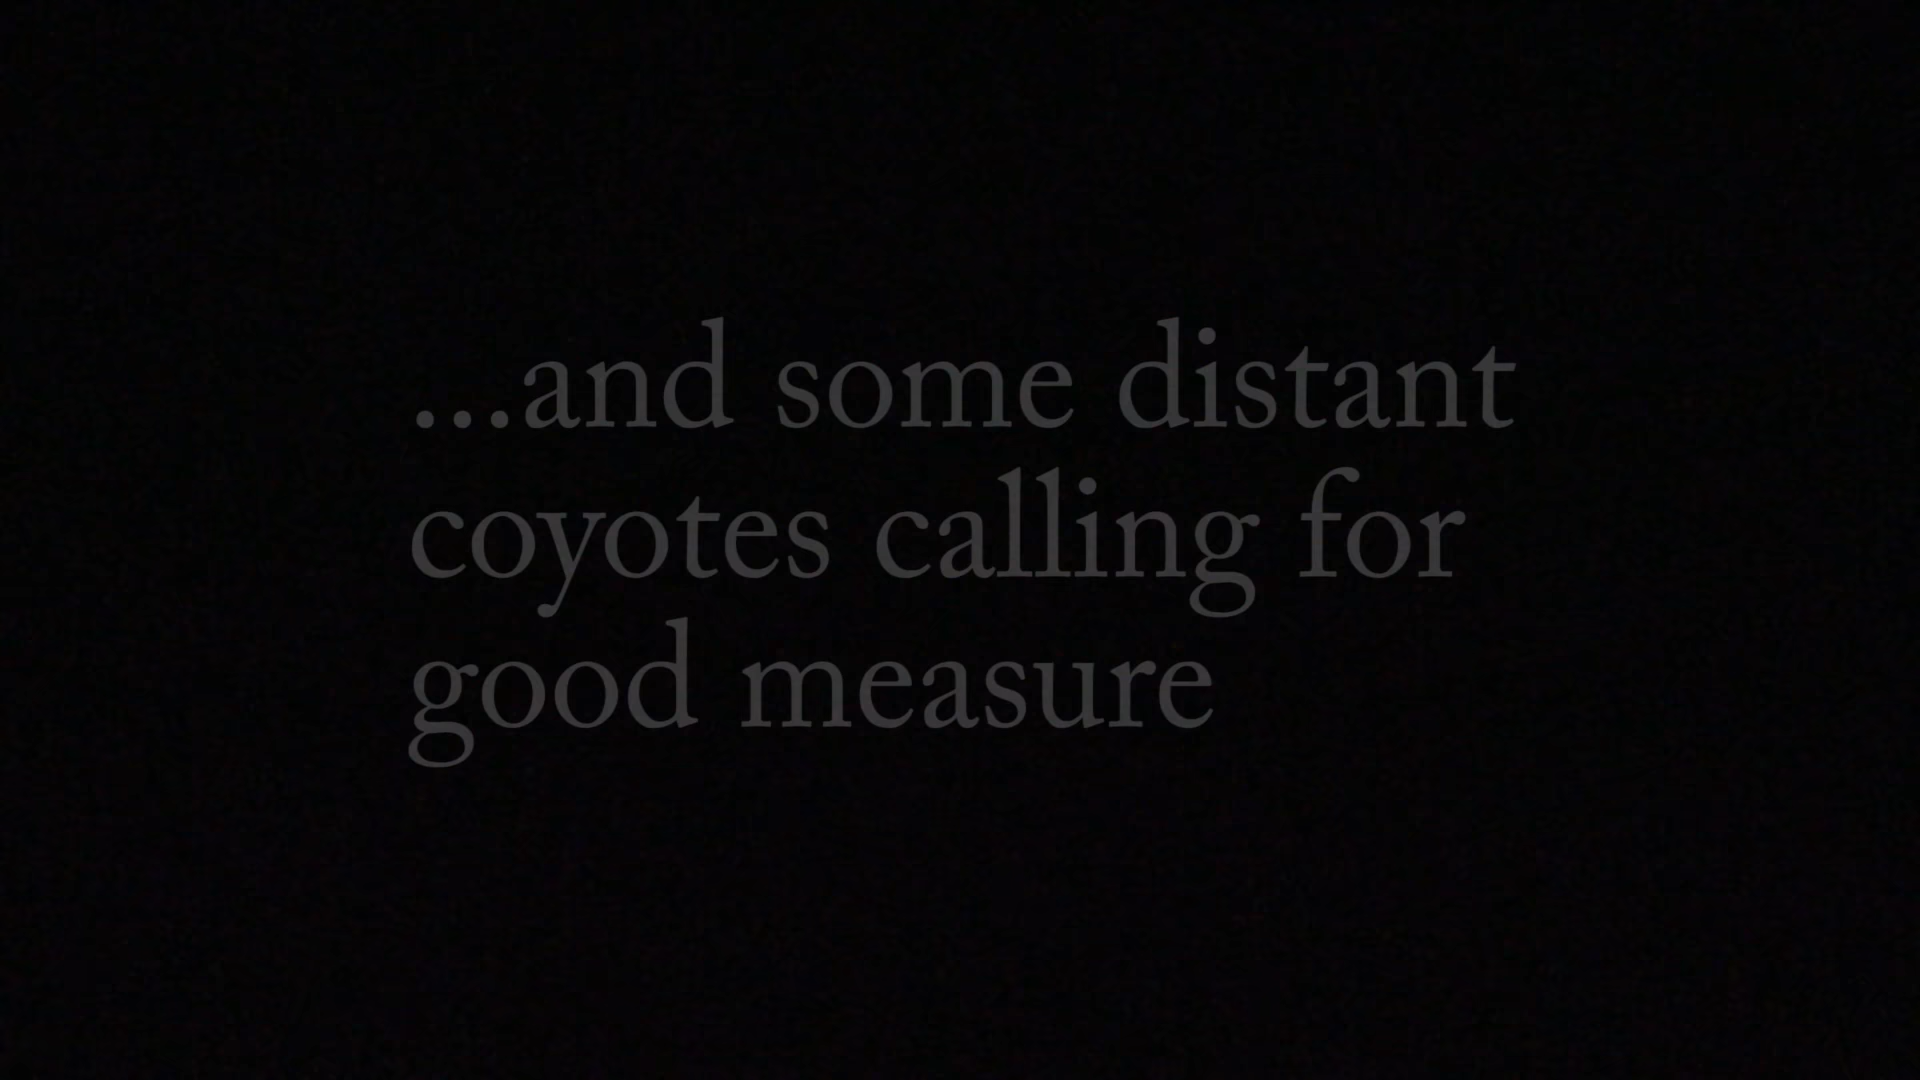 ...and some distant
coyotes calling for
good measure